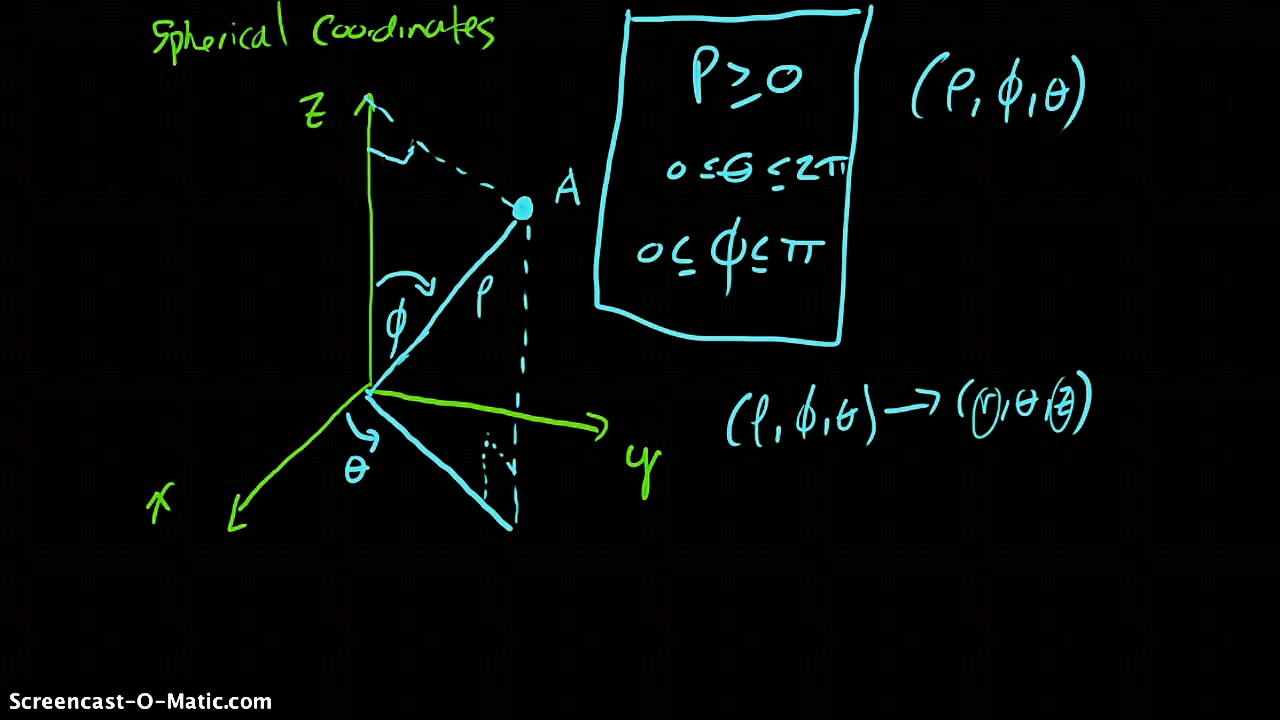 Spherical Coordinates
ρ ≥ 0
(ρ, ϕ, θ)
0 ≤ θ ≤ 2π
0 ≤ ϕ ≤ π
z
A
ρ
ϕ
θ
x
y
(ρ, ϕ, θ) → (r, θ, z)
Screencast-O-Matic.com